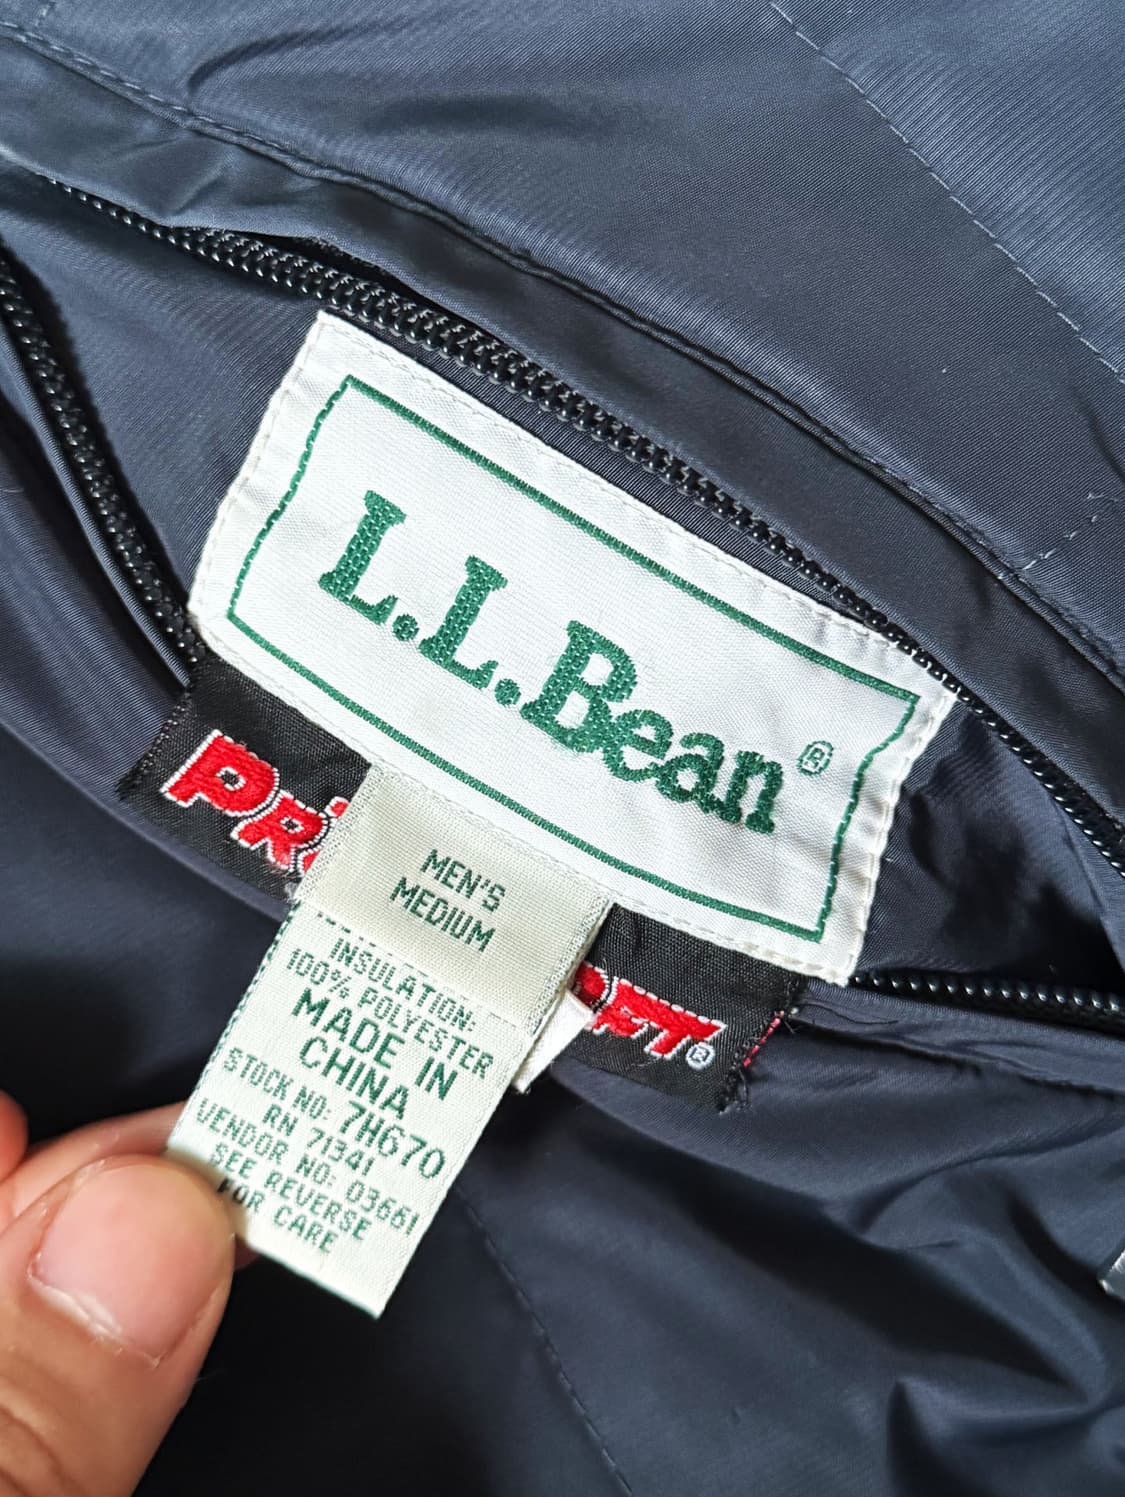 L.L.Bean®
MEN'S
MEDIUM
INSULATION:
100% POLYESTER
MADE IN
CHINA
STOCK NO: 7H670
RN 71341
VENDOR NO: 03661
SEE REVERSE
FOR CARE